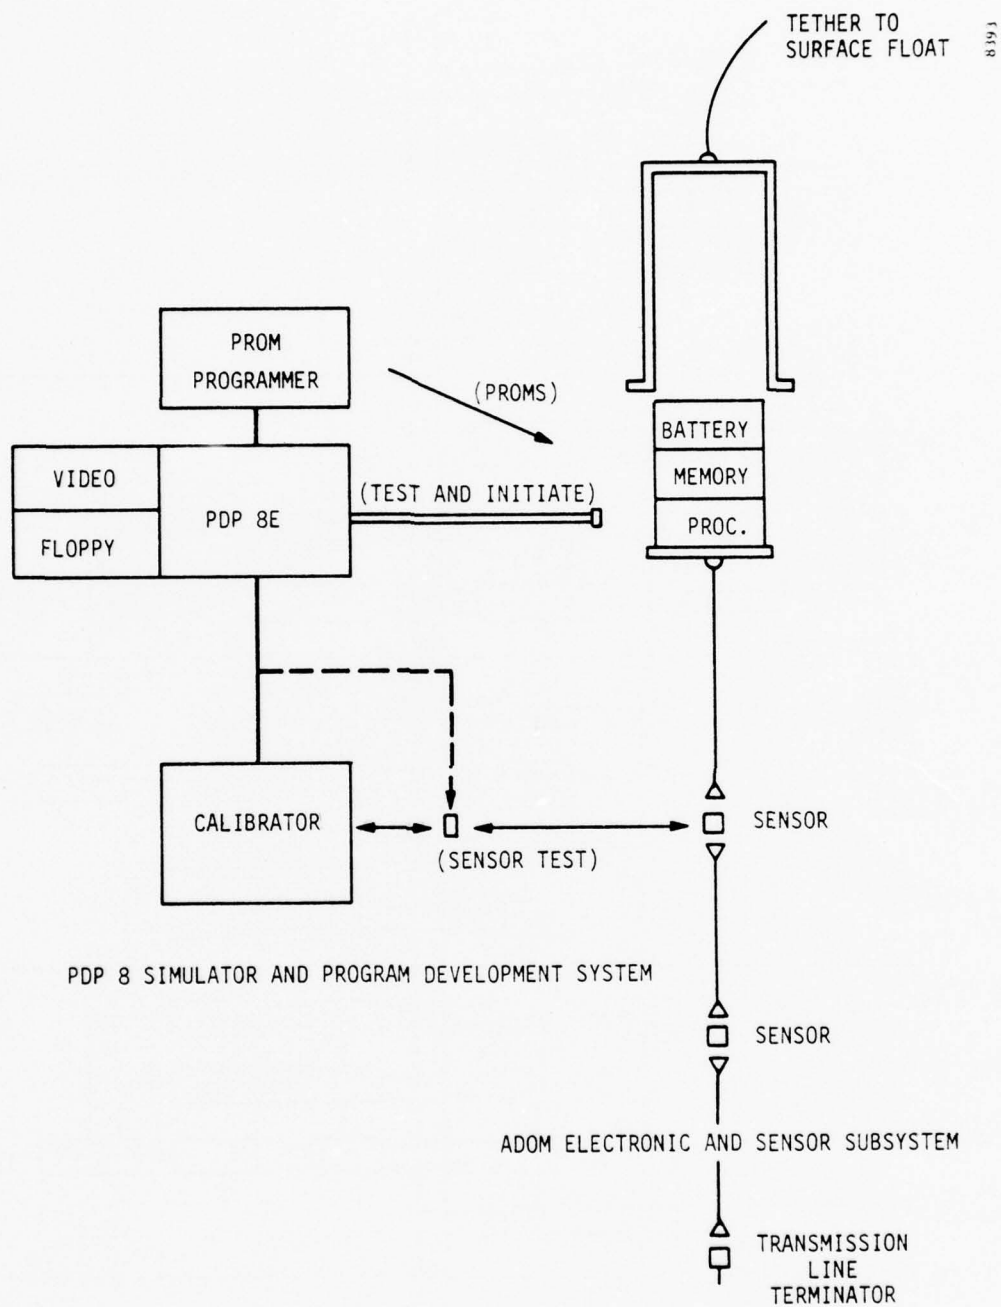 TETHER TO
SURFACE FLOAT
8393
PROM
PROGRAMMER
(PROMS)
BATTERY
VIDEO
(TEST AND INITIATE)
MEMORY
PDP 8E
FLOPPY
PROC.
CALIBRATOR
SENSOR
(SENSOR TEST)
PDP 8 SIMULATOR AND PROGRAM DEVELOPMENT SYSTEM
SENSOR
ADOM ELECTRONIC AND SENSOR SUBSYSTEM
TRANSMISSION
LINE
TERMINATOR